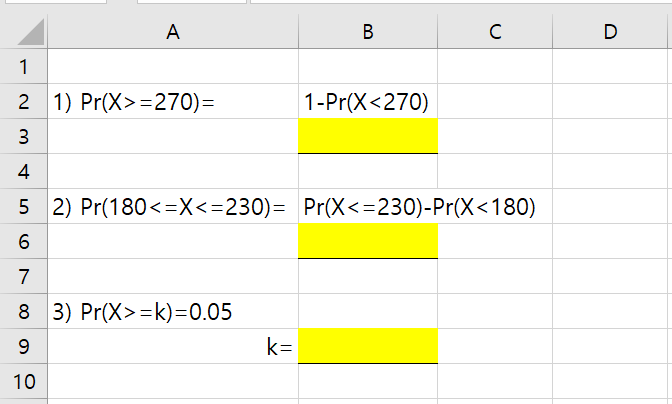 A B C D
1
2 1) Pr(X>=270)= 1-Pr(X<270)
3
4
5 2) Pr(180<=X<=230)= Pr(X<=230)-Pr(X<180)
6
7
8 3) Pr(X>=k)=0.05
9 k=
10